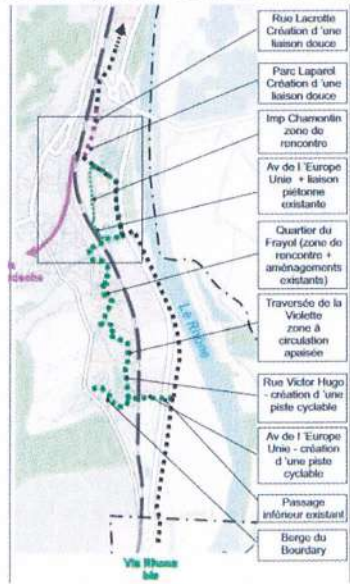 Rue Lacrotte
Création d 'une
liaison douce
Parc Laparel
Création d 'une
liaison douce
Imp Chamontin
zone de
rencontre
Av de l 'Europe
Unie + liaison
piétonne
existante
Quartier du
Frayol (zone de
rencontre +
aménagements
existants)
Le Rhône
Traversée de la
Violette
zone à
circulation
apaisée
Rue Victor Hugo
- création d 'une
piste cyclable
Av de l 'Europe
Unie - création
d 'une piste
cyclable
Passage
inférieur existant
Berge du
Bourdary
Via Rhona
bis